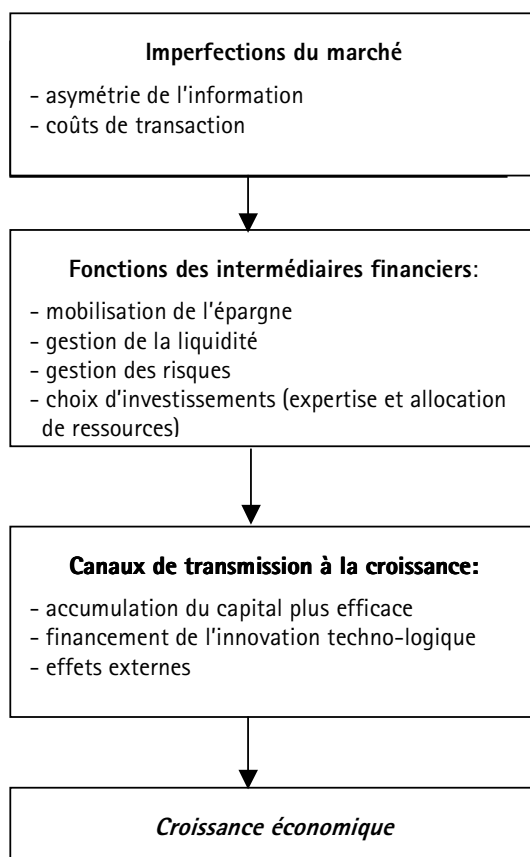 Imperfections du marché
- asymétrie de l'information
- coûts de transaction
Fonctions des intermédiaires financiers:
- mobilisation de l'épargne
- gestion de la liquidité
- gestion des risques
- choix d'investissements (expertise et allocation
de ressources)
Canaux de transmission à la croissance:
- accumulation du capital plus efficace
- financement de l'innovation techno-logique
- effets externes
Croissance économique